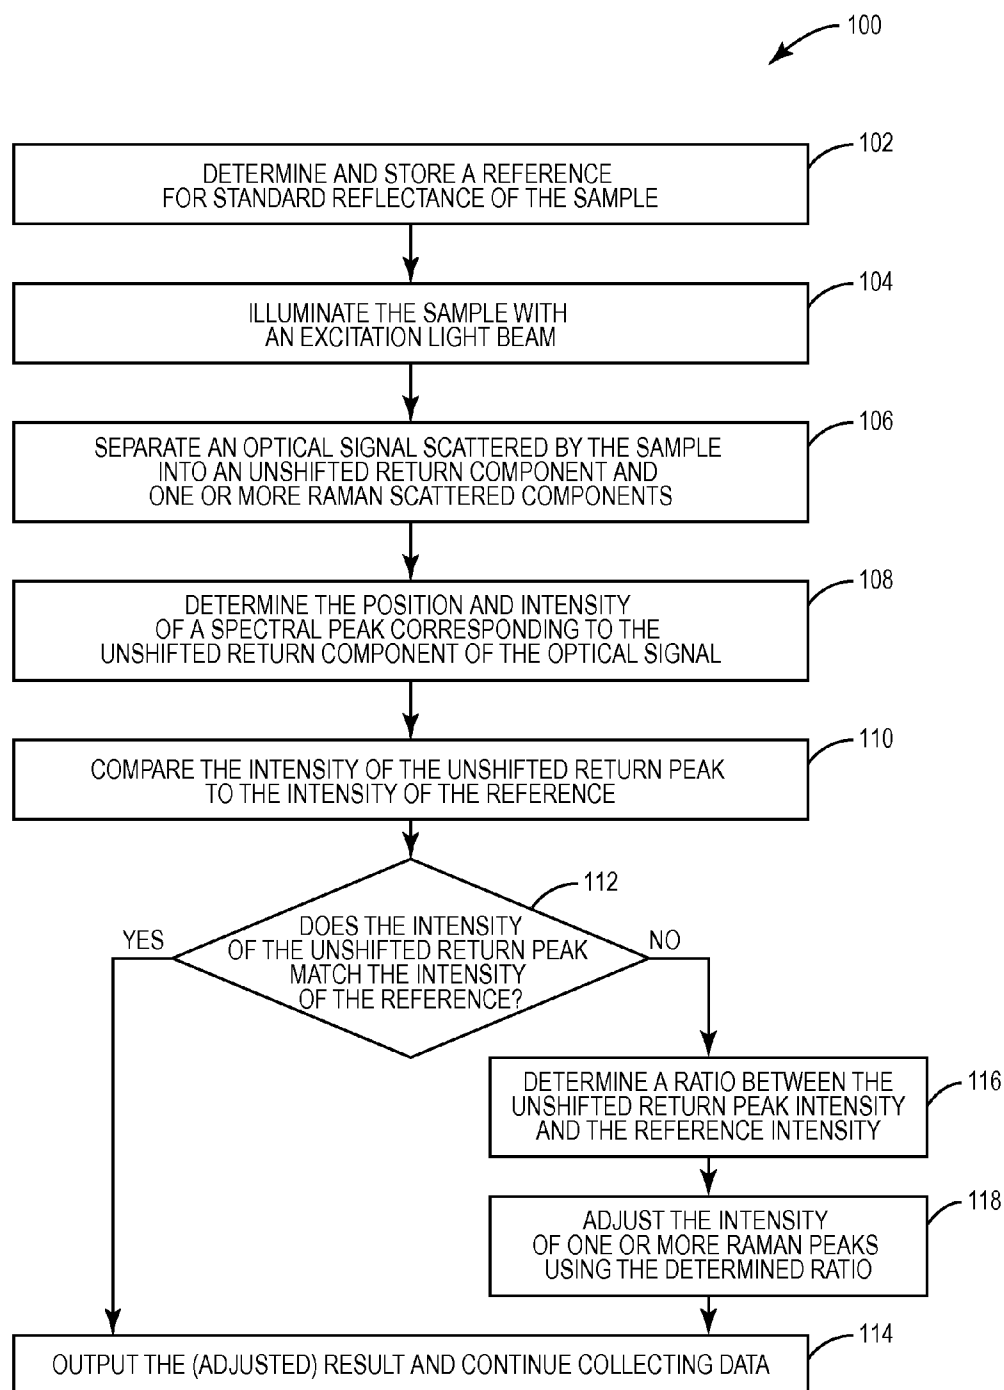 100
102
DETERMINE AND STORE A REFERENCE
FOR STANDARD REFLECTANCE OF THE SAMPLE
104
ILLUMINATE THE SAMPLE WITH
AN EXCITATION LIGHT BEAM
106
SEPARATE AN OPTICAL SIGNAL SCATTERED BY THE SAMPLE
INTO AN UNSHIFTED RETURN COMPONENT AND
ONE OR MORE RAMAN SCATTERED COMPONENTS
108
DETERMINE THE POSITION AND INTENSITY
OF A SPECTRAL PEAK CORRESPONDING TO THE
UNSHIFTED RETURN COMPONENT OF THE OPTICAL SIGNAL
110
COMPARE THE INTENSITY OF THE UNSHIFTED RETURN PEAK
TO THE INTENSITY OF THE REFERENCE
112
DOES THE INTENSITY
OF THE UNSHIFTED RETURN PEAK
MATCH THE INTENSITY
OF THE REFERENCE?
YES
NO
116
DETERMINE A RATIO BETWEEN THE
UNSHIFTED RETURN PEAK INTENSITY
AND THE REFERENCE INTENSITY
118
ADJUST THE INTENSITY
OF ONE OR MORE RAMAN PEAKS
USING THE DETERMINED RATIO
114
OUTPUT THE (ADJUSTED) RESULT AND CONTINUE COLLECTING DATA